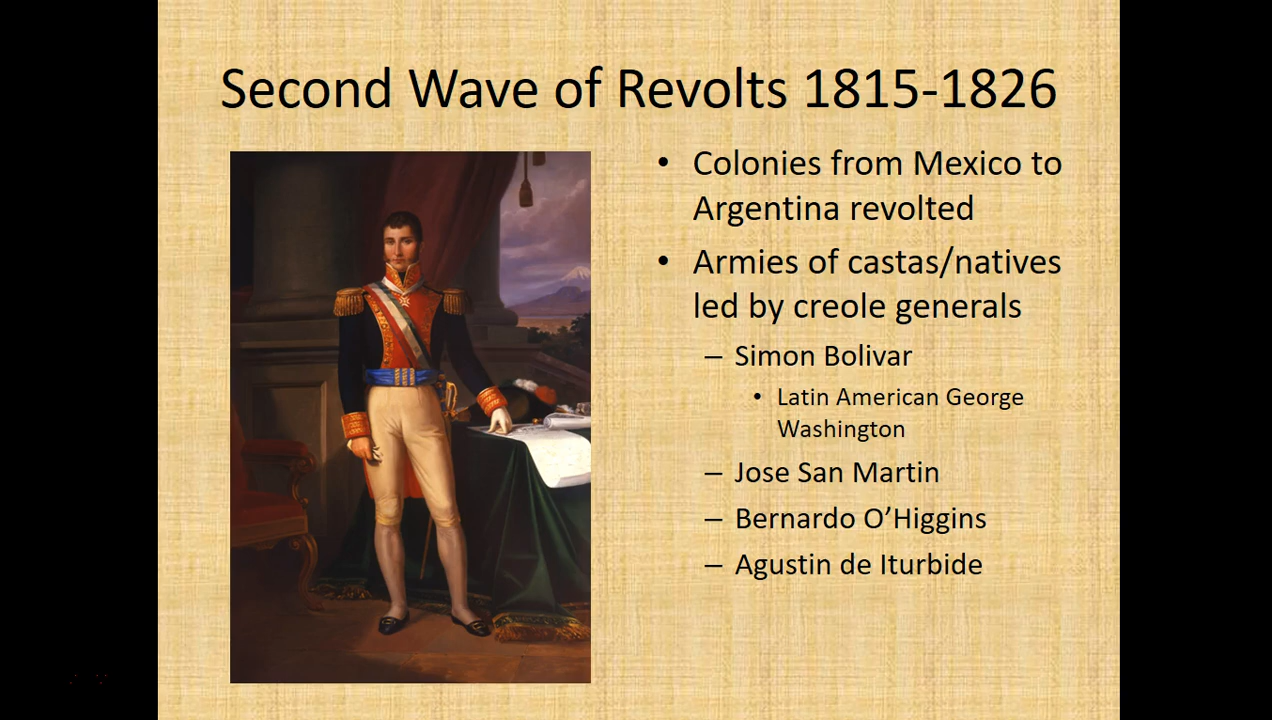 Second Wave of Revolts 1815-1826
• Colonies from Mexico to
Argentina revolted
• Armies of castas/natives
led by creole generals
– Simon Bolivar
• Latin American George
Washington
– Jose San Martin
– Bernardo O’Higgins
– Agustin de Iturbide